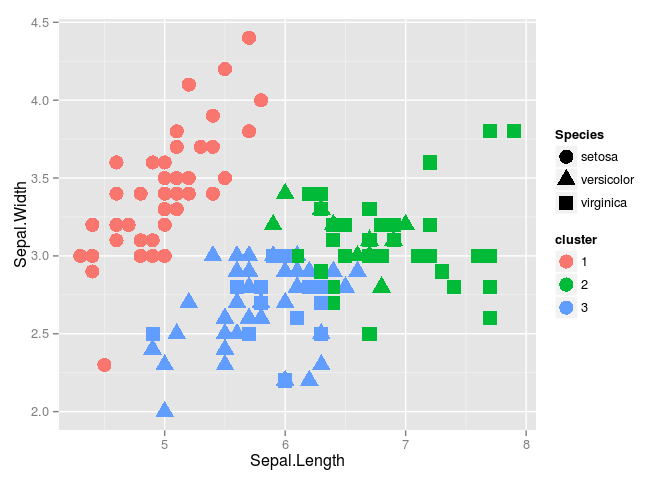 4.5
4.0
3.5
3.0
2.5
2.0
Sepal.Width
5 6 7 8
Sepal.Length
Species
setosa
versicolor
virginica
cluster
1
2
3